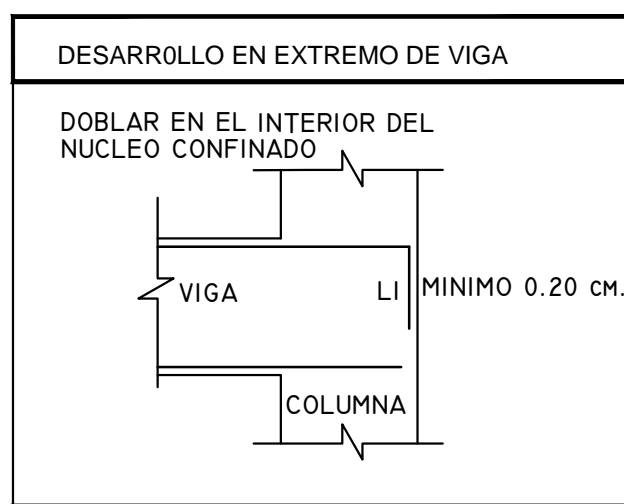 DESARR0LLO EN EXTREMO DE VIGA
DOBLAR EN EL INTERIOR DEL
NUCLEO CONFINADO
VIGA
LI
MINIMO 0.20 CM.
COLUMNA